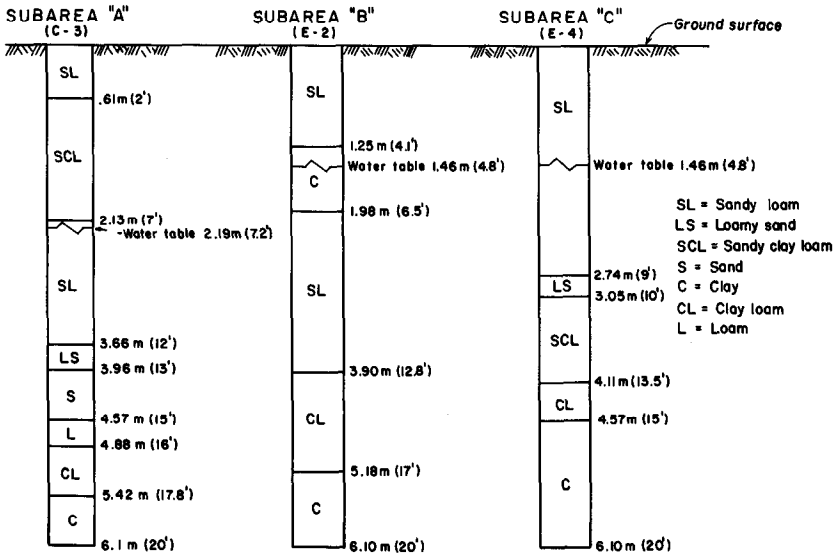 SUBAREA "A"
(C-3)
SL
.61m (2')
SCL
2.13 m (7')
-Water table 2.19m (7.2')
SL
3.66 m (12')
LS
3.96 m (13')
S
4.57 m (15')
L
4.88 m (16')
CL
5.42 m (17.8')
C
6.1 m (20')
SUBAREA "B"
(E-2)
SL
1.25 m (4.1')
Water table 1.46 m (4.8')
C
1.98 m (6.5')
SL
3.90 m (12.8')
CL
5.18 m (17')
C
6.10 m (20')
SUBAREA "C"
(E-4)
Ground surface
SL
Water table 1.46 m (4.8')
2.74 m (9')
LS
3.05 m (10')
SCL
4.11 m (13.5')
CL
4.57 m (15')
C
6.10 m (20')
SL = Sandy loam
LS = Loamy sand
SCL = Sandy clay loam
S = Sand
C = Clay
CL = Clay loam
L = Loam